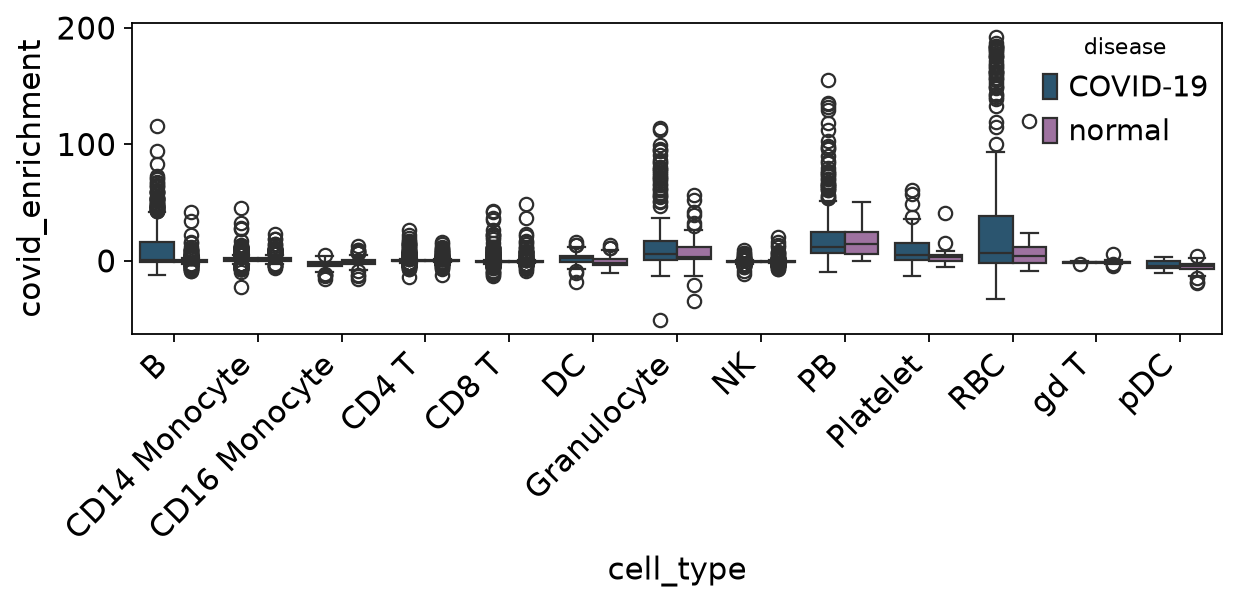 200
100
0
covid_enrichment
disease
COVID-19
normal
B
CD14 Monocyte
CD16 Monocyte
CD4 T
CD8 T
DC
Granulocyte
NK
PB
Platelet
RBC
gd T
pDC
cell_type